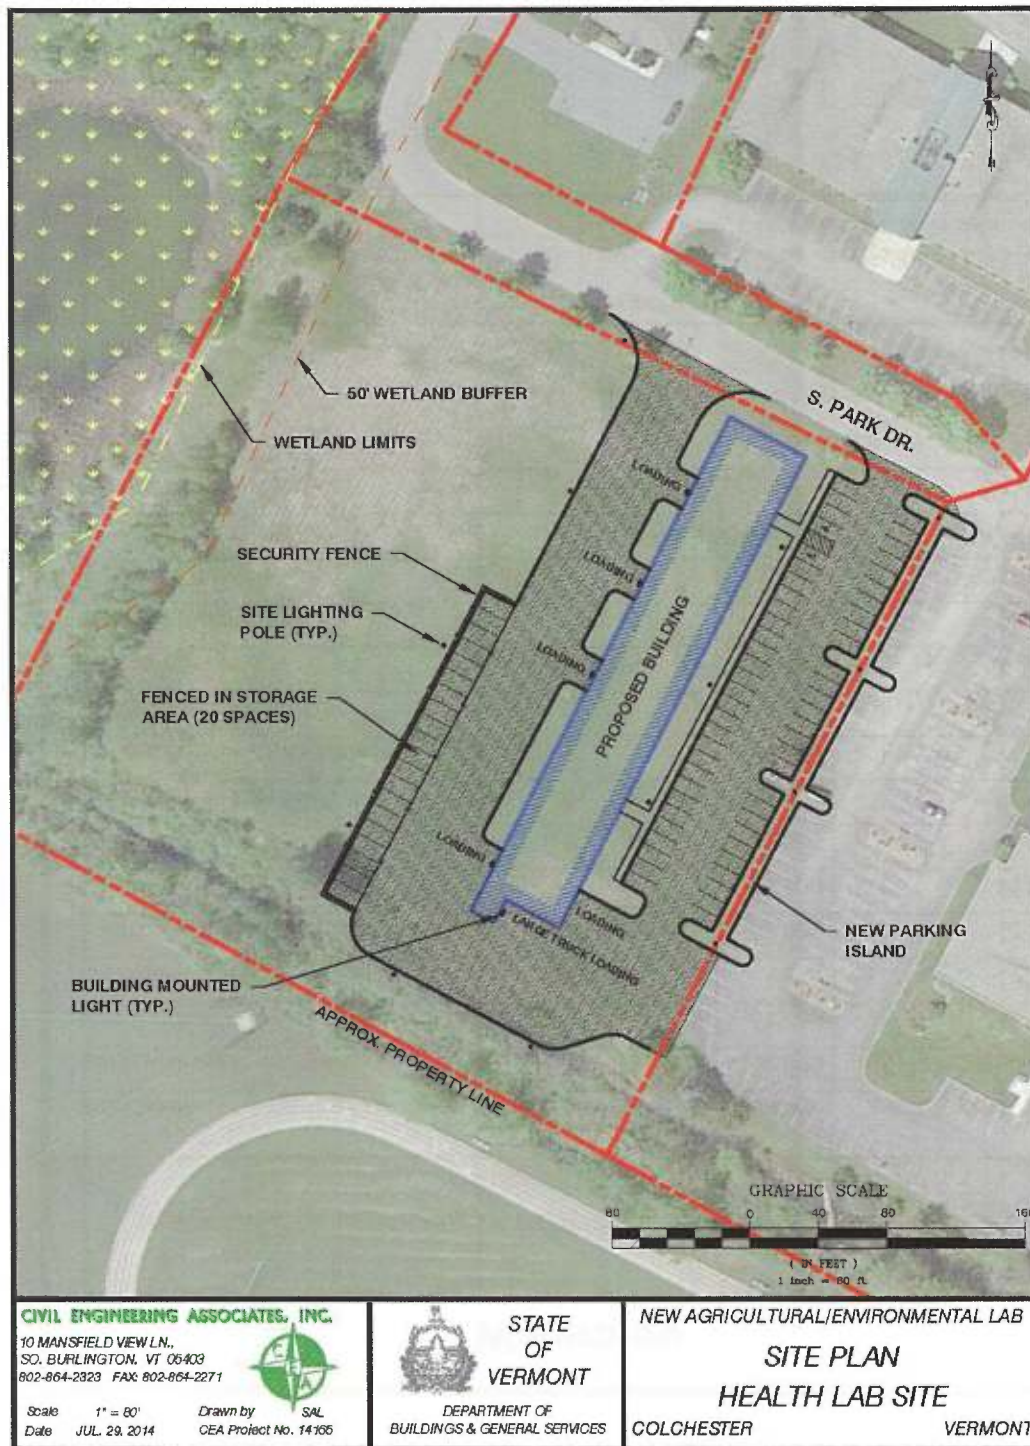 S. PARK DR.
50' WETLAND BUFFER
WETLAND LIMITS
LOADING
SECURITY FENCE
LOADING
SITE LIGHTING
POLE (TYP.)
LOADING
PROPOSED BUILDING
FENCED IN STORAGE
AREA (20 SPACES)
LOADING
LOADING
LARGE TRUCK LOADING
NEW PARKING
ISLAND
BUILDING MOUNTED
LIGHT (TYP.)
APPROX. PROPERTY LINE
GRAPHIC SCALE
80 0 40 80 160
( IN FEET )
1 inch = 80 ft.
CIVIL ENGINEERING ASSOCIATES, INC.
10 MANSFIELD VIEW LN.,
SO. BURLINGTON, VT 05403
802-864-2323 FAX: 802-864-2271
C E A
Scale 1" = 80' Drawn by SAL
Date JUL. 29, 2014 CEA Project No. 14165
STATE
OF
VERMONT
DEPARTMENT OF
BUILDINGS & GENERAL SERVICES
NEW AGRICULTURAL/ENVIRONMENTAL LAB
SITE PLAN
HEALTH LAB SITE
COLCHESTER VERMONT